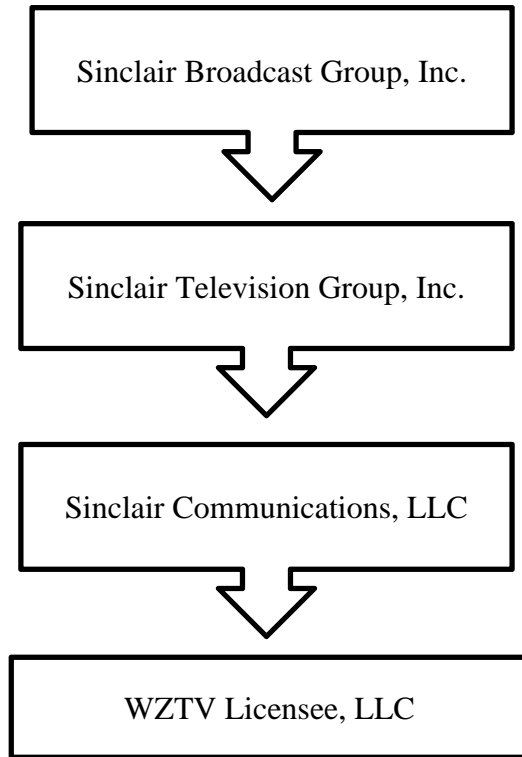 Sinclair Broadcast Group, Inc.
Sinclair Television Group, Inc.
Sinclair Communications, LLC
WZTV Licensee, LLC